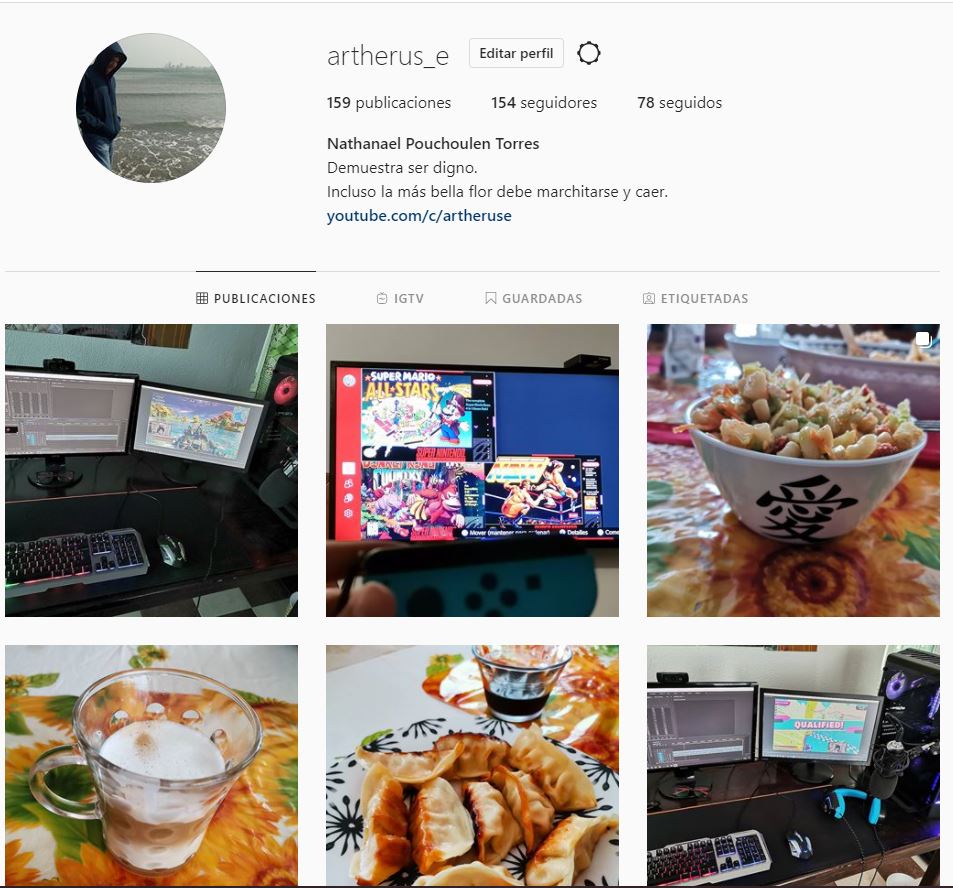 artherus_e Editar perfil
159 publicaciones 154 seguidores 78 seguidos
Nathanael Pouchoulen Torres
Demuestra ser digno.
Incluso la más bella flor debe marchitarse y caer.
youtube.com/c/artheruse
PUBLICACIONES IGTV GUARDADAS ETIQUETADAS
SUPER MARIO
ALL-STARS
SUPER NINTENDO
DONKEY KONG
COUNTRY
Detalles
愛
QUALIFIED!